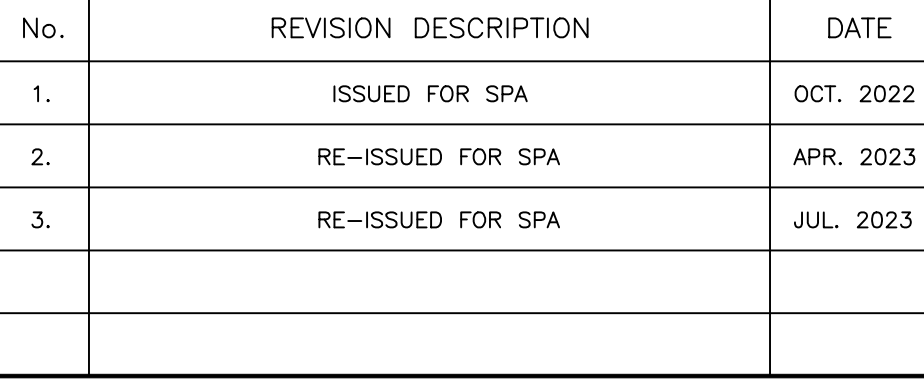 No. REVISION DESCRIPTION DATE
1. ISSUED FOR SPA OCT. 2022
2. RE-ISSUED FOR SPA APR. 2023
3. RE-ISSUED FOR SPA JUL. 2023